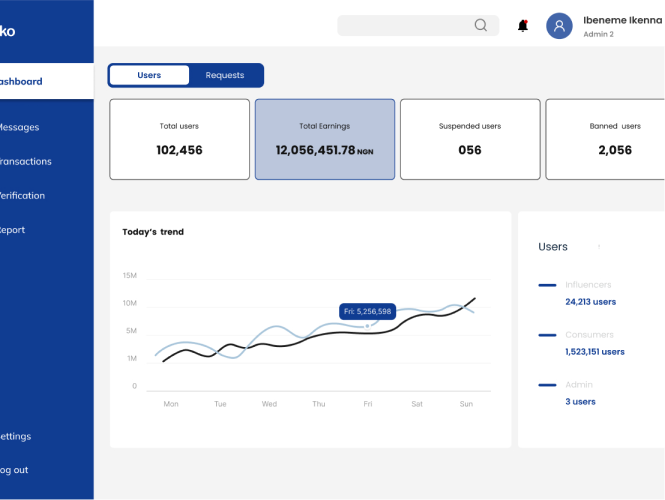 ko
Ibeneme Ikenna
Admin 2
ashboard
Users
Requests
Messages
ransactions
erification
Report
ettings
og out
Total users
102,456
Total Earnings
12,056,451.78 NGN
Suspended users
056
Banned users
2,056
Today's trend
15M
10M
5M
1M
0
Fri: 5,256,598
Mon Tue Wed Thu Fri Sat Sun
Users
Influencers
24,213 users
Consumers
1,523,151 users
Admin
3 users